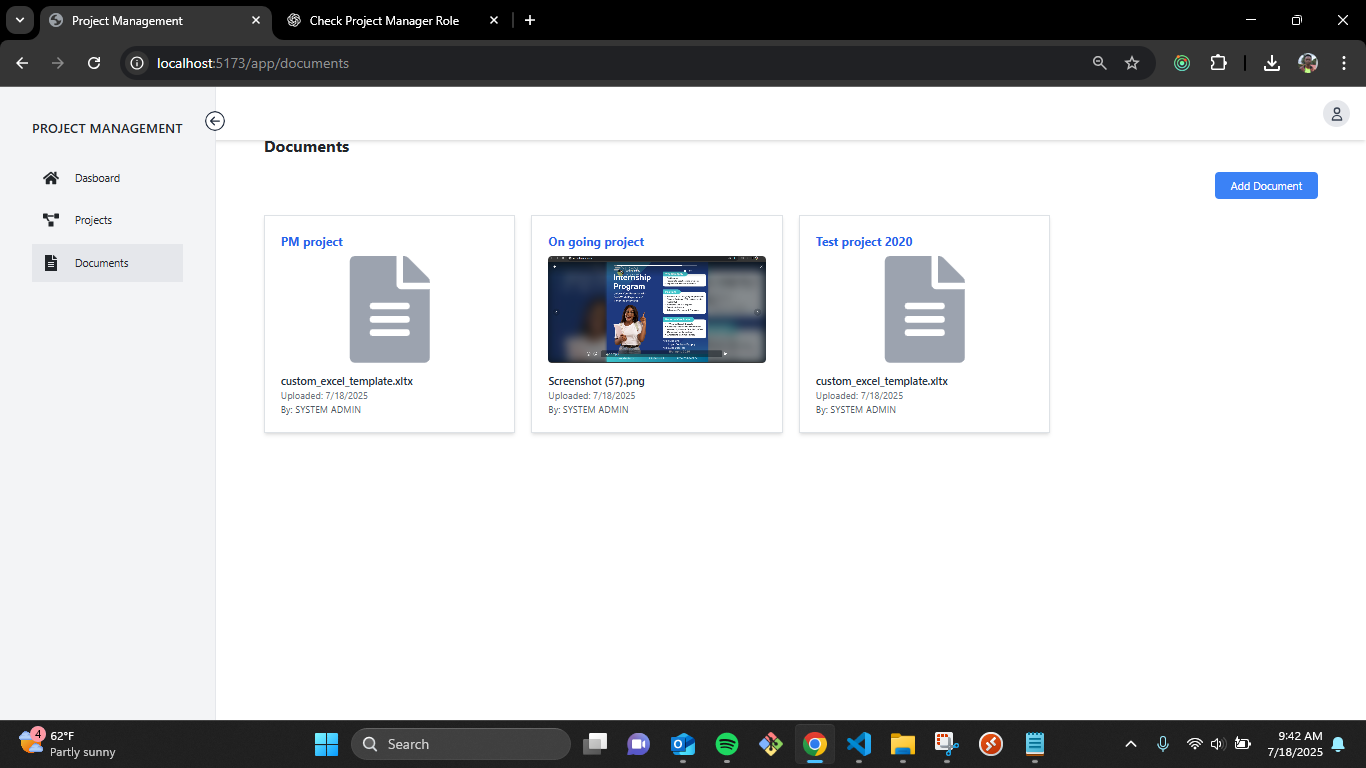 Project Management
Check Project Manager Role
localhost:5173/app/documents
PROJECT MANAGEMENT
Dasboard
Projects
Documents
Documents
Add Document
PM project
custom_excel_template.xltx
Uploaded: 7/18/2025
By: SYSTEM ADMIN
On going project
Internship
Program
Screenshot (57).png
Uploaded: 7/18/2025
By: SYSTEM ADMIN
Test project 2020
custom_excel_template.xltx
Uploaded: 7/18/2025
By: SYSTEM ADMIN
4
62°F
Partly sunny
Search
9:42 AM
7/18/2025